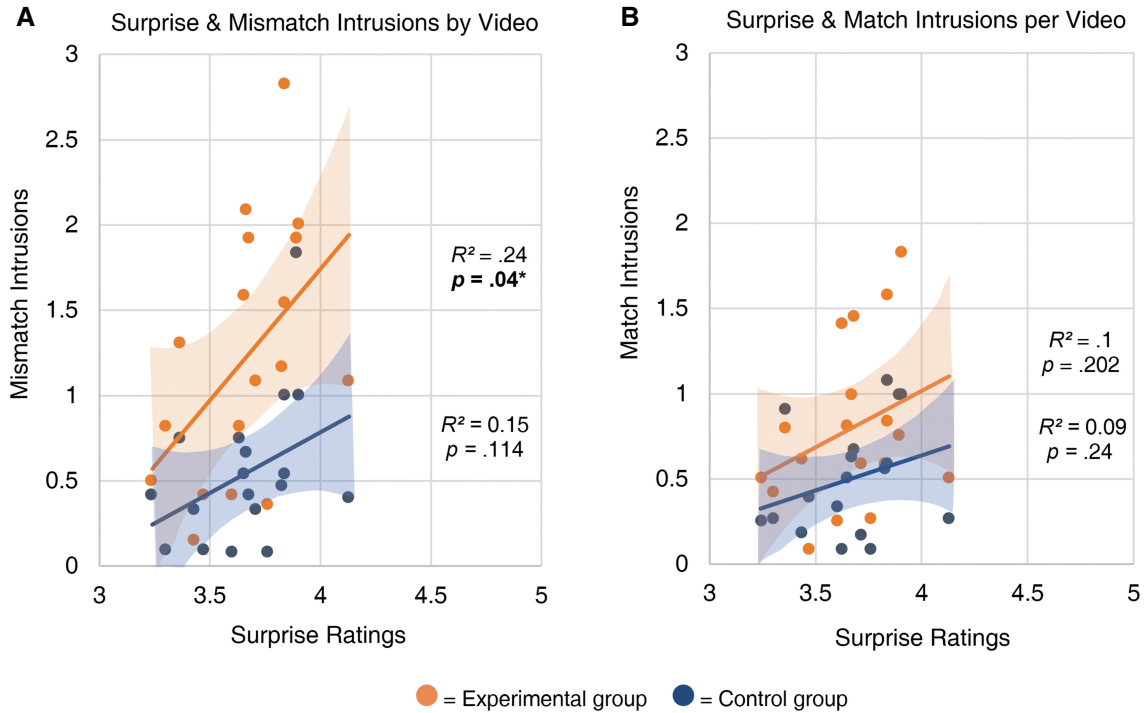 A
Surprise & Mismatch Intrusions by Video
3
2.5
2
1.5
1
0.5
0
Mismatch Intrusions
R² = .24
p = .04*
R² = 0.15
p = .114
3
3.5
4
4.5
5
Surprise Ratings
B
Surprise & Match Intrusions per Video
3
2.5
2
1.5
1
0.5
0
Match Intrusions
R² = .1
p = .202
R² = 0.09
p = .24
3
3.5
4
4.5
5
Surprise Ratings
= Experimental group
= Control group